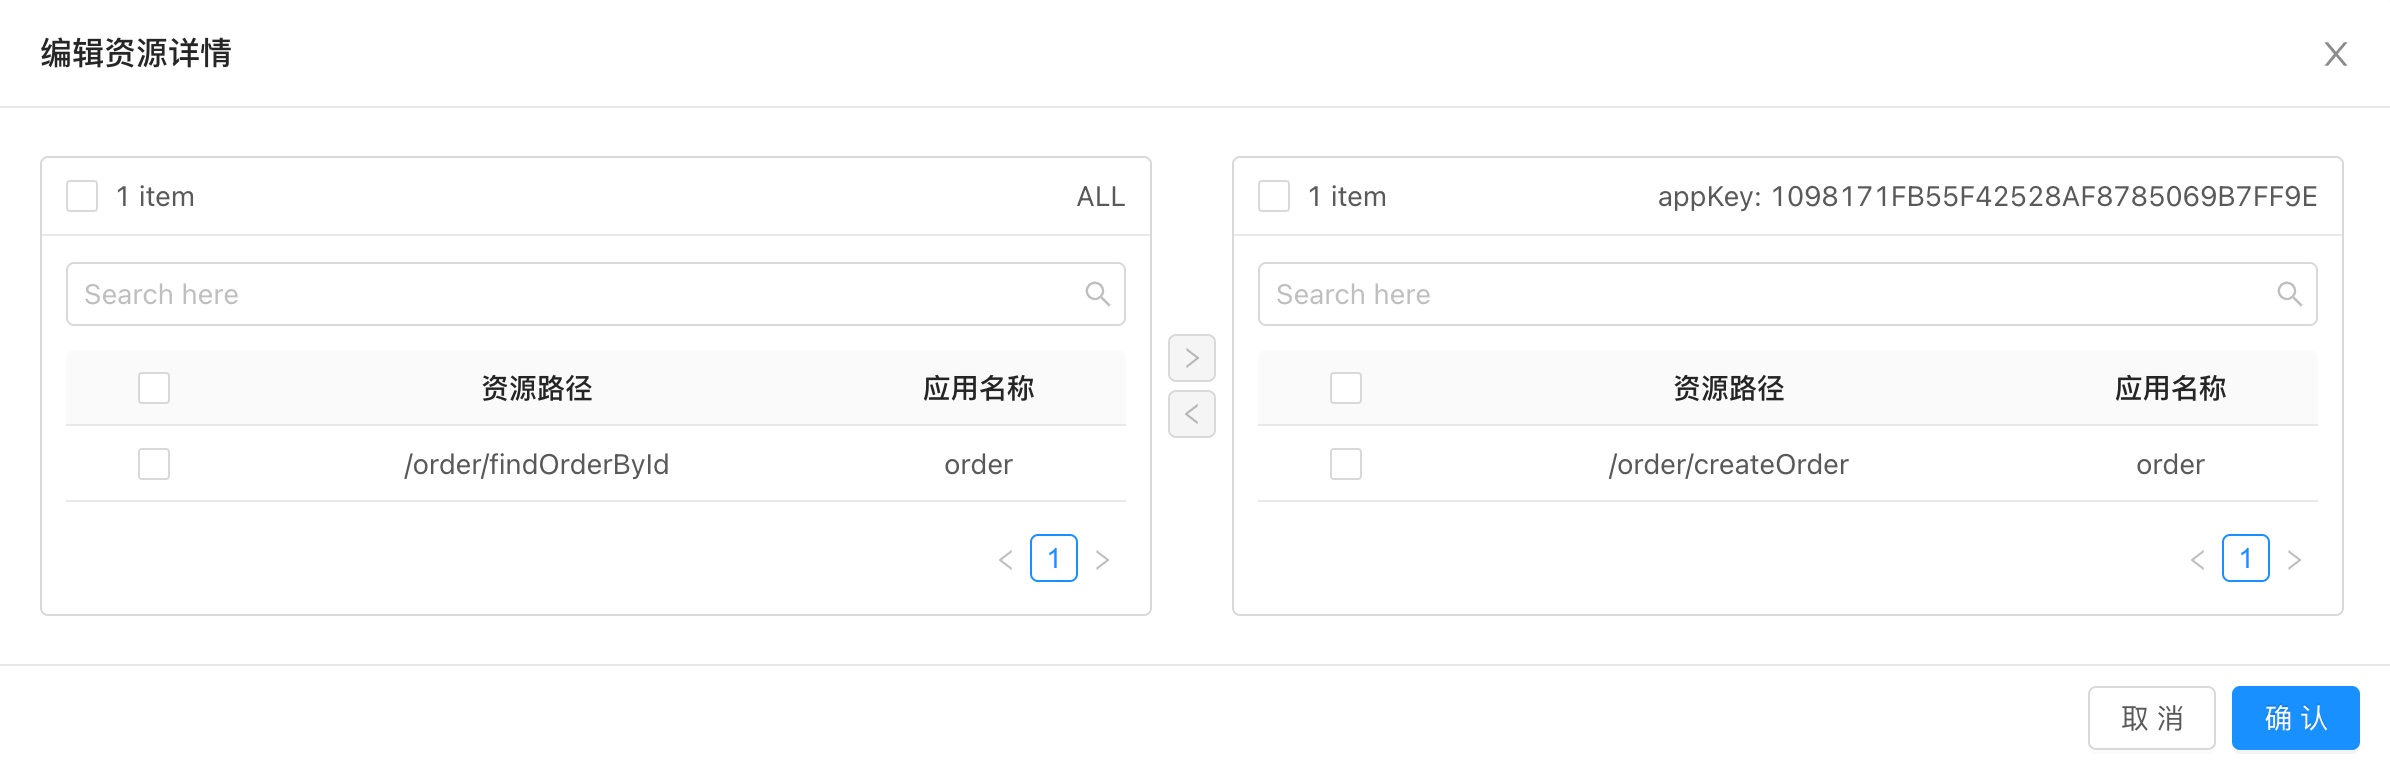 编辑资源详情
1 item
ALL
Search here
资源路径
应用名称
/order/findOrderById
order
1
1 item
appKey: 1098171FB55F42528AF8785069B7FF9E
Search here
资源路径
应用名称
/order/createOrder
order
1
取 消
确 认